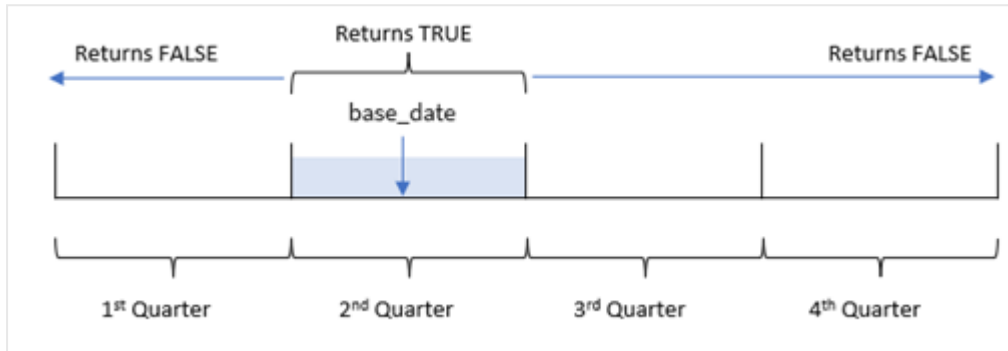 Returns TRUE
Returns FALSE
Returns FALSE
base_date
1st Quarter
2nd Quarter
3rd Quarter
4th Quarter